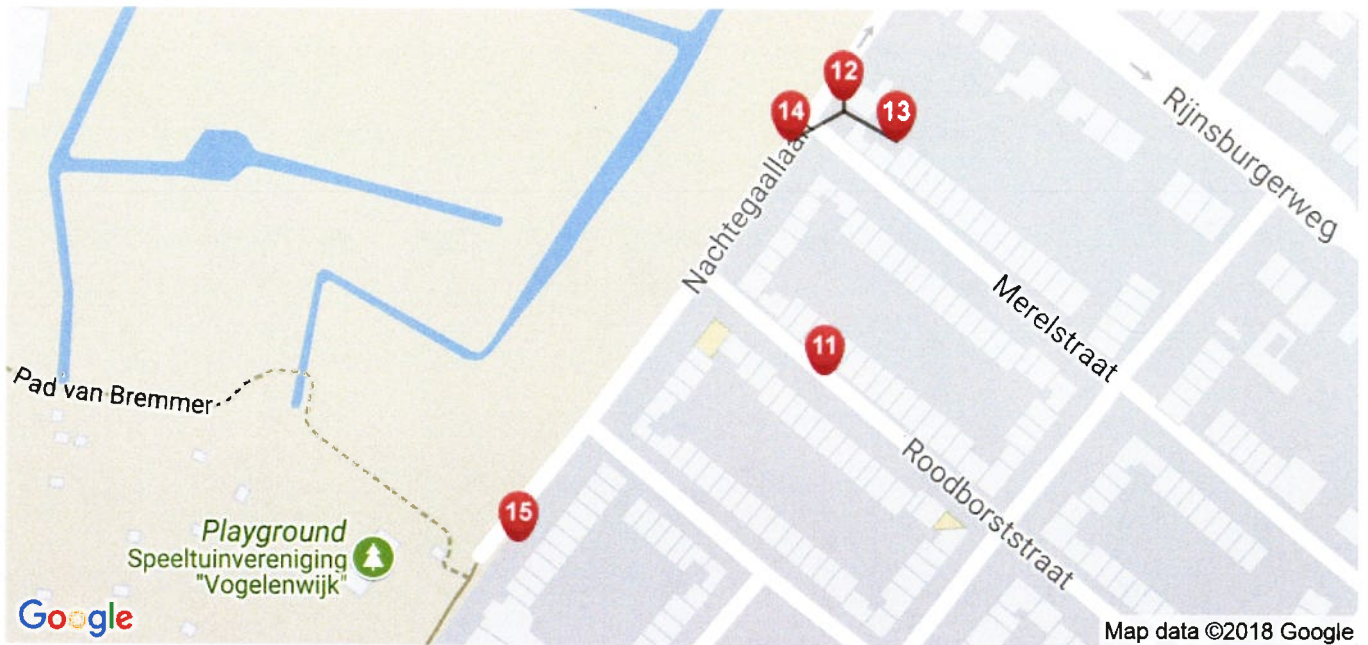 12
14
13
Rijnsburgerweg
Nachtegaallaan
Merelstraat
11
Pad van Bremmer
Roodborststraat
15
Playground
Speeltuinvereniging
"Vogelenwijk"
Google
Map data ©2018 Google